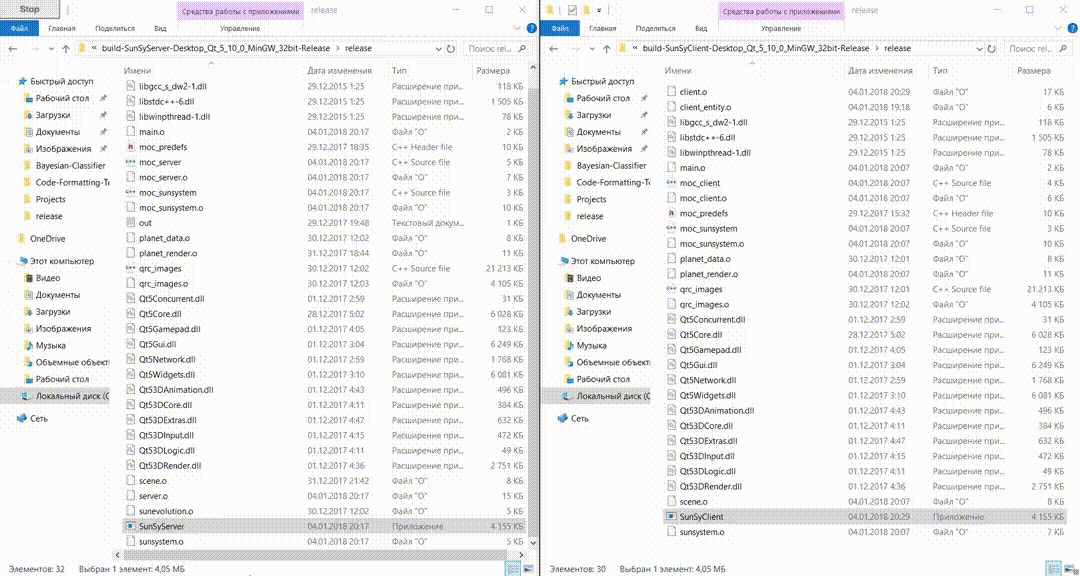 Stop
Средства работы с приложениями
release
Файл
Главная
Поделиться
Вид
Управление
« build-SunSyServer-Desktop_Qt_5_10_0_MinGW_32bit-Release › release
Поиск: rel...
Имени
Дата изменения
Тип
Размера
Быстрый доступ
Рабочий стол
Загрузки
Документы
Изображения
Bayesian-Classifier
Code-Formatting-Te
Projects
release
OneDrive
Этот компьютер
Видео
Документы
Загрузки
Изображения
Музыка
Объемные объект
Рабочий стол
Локальный диск (C
Сеть
libgcc_s_dw2-1.dll 29.12.2015 1:25 Расширение при... 118 КБ
libstdc++-6.dll 29.12.2015 1:25 Расширение при... 1 505 КБ
libwinpthread-1.dll 29.12.2015 1:25 Расширение при... 78 КБ
main.o 04.01.2018 20:17 Файл "O" 2 КБ
moc_predefs 29.12.2017 18:35 C++ Header file 10 КБ
moc_server 04.01.2018 20:17 C++ Source file 5 КБ
moc_server.o 04.01.2018 20:17 Файл "O" 7 КБ
moc_sunsystem 04.01.2018 20:17 C++ Source file 3 КБ
moc_sunsystem.o 04.01.2018 20:17 Файл "O" 10 КБ
out 29.12.2017 19:48 Текстовый докум... 1 КБ
planet_data.o 30.12.2017 12:02 Файл "O" 8 КБ
planet_render.o 31.12.2017 18:44 Файл "O" 11 КБ
qrc_images 30.12.2017 12:02 C++ Source file 21 213 КБ
qrc_images.o 30.12.2017 12:03 Файл "O" 4 105 КБ
Qt5Concurrent.dll 01.12.2017 2:59 Расширение при... 31 КБ
Qt5Core.dll 28.12.2017 5:02 Расширение при... 6 028 КБ
Qt5Gamepad.dll 01.12.2017 4:05 Расширение при... 123 КБ
Qt5Gui.dll 01.12.2017 3:04 Расширение при... 6 249 КБ
Qt5Network.dll 01.12.2017 2:59 Расширение при... 1 768 КБ
Qt5Widgets.dll 01.12.2017 3:10 Расширение при... 6 081 КБ
Qt53DAnimation.dll 01.12.2017 4:43 Расширение при... 496 КБ
Qt53DCore.dll 01.12.2017 4:11 Расширение при... 384 КБ
Qt53DExtras.dll 01.12.2017 4:47 Расширение при... 632 КБ
Qt53DInput.dll 01.12.2017 4:15 Расширение при... 472 КБ
Qt53DLogic.dll 01.12.2017 4:11 Расширение при... 49 КБ
Qt53DRender.dll 01.12.2017 4:36 Расширение при... 2 751 КБ
scene.o 31.12.2017 21:42 Файл "O" 8 КБ
server.o 04.01.2018 20:17 Файл "O" 15 КБ
sunevolution.o 30.12.2017 12:02 Файл "O" 5 КБ
SunSyServer 04.01.2018 20:17 Приложение 4 155 КБ
sunsystem.o 04.01.2018 20:17 Файл "O" 5 КБ
Элементов: 32
Выбран 1 элемент: 4,05 МБ
Средства работы с приложениями
release
Файл
Главная
Поделиться
Вид
Управление
« build-SunSyClient-Desktop_Qt_5_10_0_MinGW_32bit-Release › release
Поиск: rel...
Имени
Дата изменения
Тип
Размера
Быстрый доступ
Рабочий стол
Загрузки
Документы
Изображения
Bayesian-Classifier
Code-Formatting-Te
Projects
release
OneDrive
Этот компьютер
Видео
Документы
Загрузки
Изображения
Музыка
Объемные объект
Рабочий стол
Локальный диск (C
Сеть
client.o 04.01.2018 20:29 Файл "O" 17 КБ
client_entity.o 04.01.2018 19:18 Файл "O" 6 КБ
libgcc_s_dw2-1.dll 29.12.2015 1:25 Расширение при... 118 КБ
libstdc++-6.dll 29.12.2015 1:25 Расширение при... 1 505 КБ
libwinpthread-1.dll 29.12.2015 1:25 Расширение при... 78 КБ
main.o 04.01.2018 20:07 Файл "O" 2 КБ
moc_client 04.01.2018 20:07 C++ Source file 4 КБ
moc_client.o 04.01.2018 20:07 Файл "O" 6 КБ
moc_predefs 29.12.2017 15:32 C++ Header file 10 КБ
moc_sunsystem 04.01.2018 20:07 C++ Source file 3 КБ
moc_sunsystem.o 04.01.2018 20:07 Файл "O" 10 КБ
planet_data.o 30.12.2017 12:01 Файл "O" 8 КБ
planet_render.o 04.01.2018 20:07 Файл "O" 11 КБ
qrc_images 30.12.2017 12:01 C++ Source file 21 213 КБ
qrc_images.o 30.12.2017 12:02 Файл "O" 4 105 КБ
Qt5Concurrent.dll 01.12.2017 2:59 Расширение при... 31 КБ
Qt5Core.dll 28.12.2017 5:02 Расширение при... 6 028 КБ
Qt5Gamepad.dll 01.12.2017 4:05 Расширение при... 123 КБ
Qt5Gui.dll 01.12.2017 3:04 Расширение при... 6 249 КБ
Qt5Network.dll 01.12.2017 2:59 Расширение при... 1 768 КБ
Qt5Widgets.dll 01.12.2017 3:10 Расширение при... 6 081 КБ
Qt53DAnimation.dll 01.12.2017 4:43 Расширение при... 496 КБ
Qt53DCore.dll 01.12.2017 4:11 Расширение при... 384 КБ
Qt53DExtras.dll 01.12.2017 4:47 Расширение при... 632 КБ
Qt53DInput.dll 01.12.2017 4:15 Расширение при... 472 КБ
Qt53DLogic.dll 01.12.2017 4:11 Расширение при... 49 КБ
Qt53DRender.dll 01.12.2017 4:36 Расширение при... 2 751 КБ
scene.o 04.01.2018 20:07 Файл "O" 8 КБ
SunSyClient 04.01.2018 20:29 Приложение 4 155 КБ
sunsystem.o 04.01.2018 20:07 Файл "O" 7 КБ
Элементов: 30
Выбран 1 элемент: 4,05 МБ